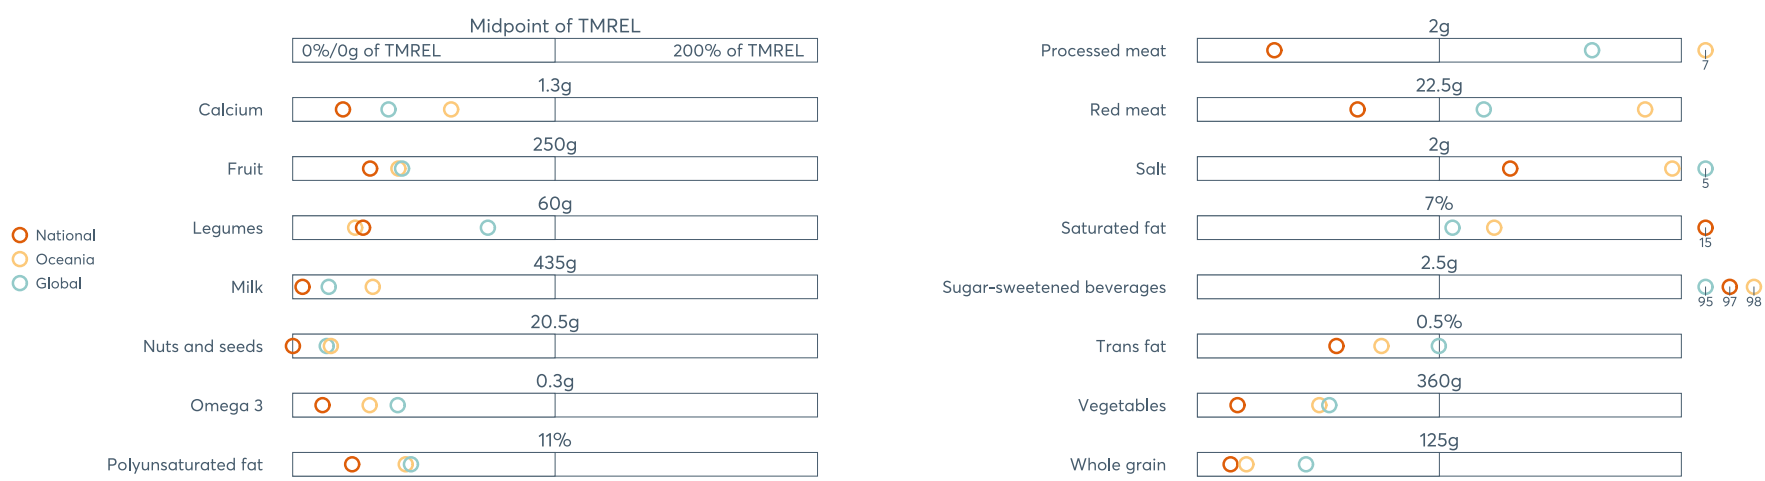 Midpoint of TMREL
0%/0g of TMREL 200% of TMREL
1.3g
Calcium
250g
Fruit
60g
Legumes
435g
Milk
20.5g
Nuts and seeds
0.3g
Omega 3
11%
Polyunsaturated fat
National
Oceania
Global
2g
Processed meat
7
22.5g
Red meat
2g
Salt
5
7%
Saturated fat
15
2.5g
Sugar-sweetened beverages
95 97 98
0.5%
Trans fat
360g
Vegetables
125g
Whole grain